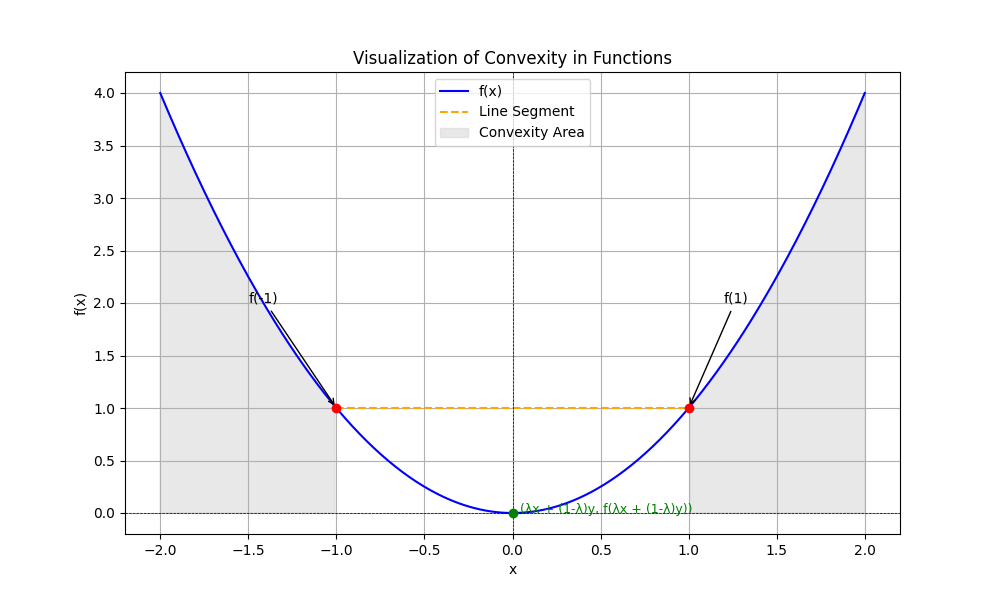 Visualization of Convexity in Functions
f(x)
Line Segment
Convexity Area
4.0
3.5
3.0
2.5
2.0
1.5
1.0
0.5
0.0
f(x)
f(-1)
f(1)
(λx + (1-λ)y, f(λx + (1-λ)y))
−2.0 −1.5 −1.0 −0.5 0.0 0.5 1.0 1.5 2.0
x